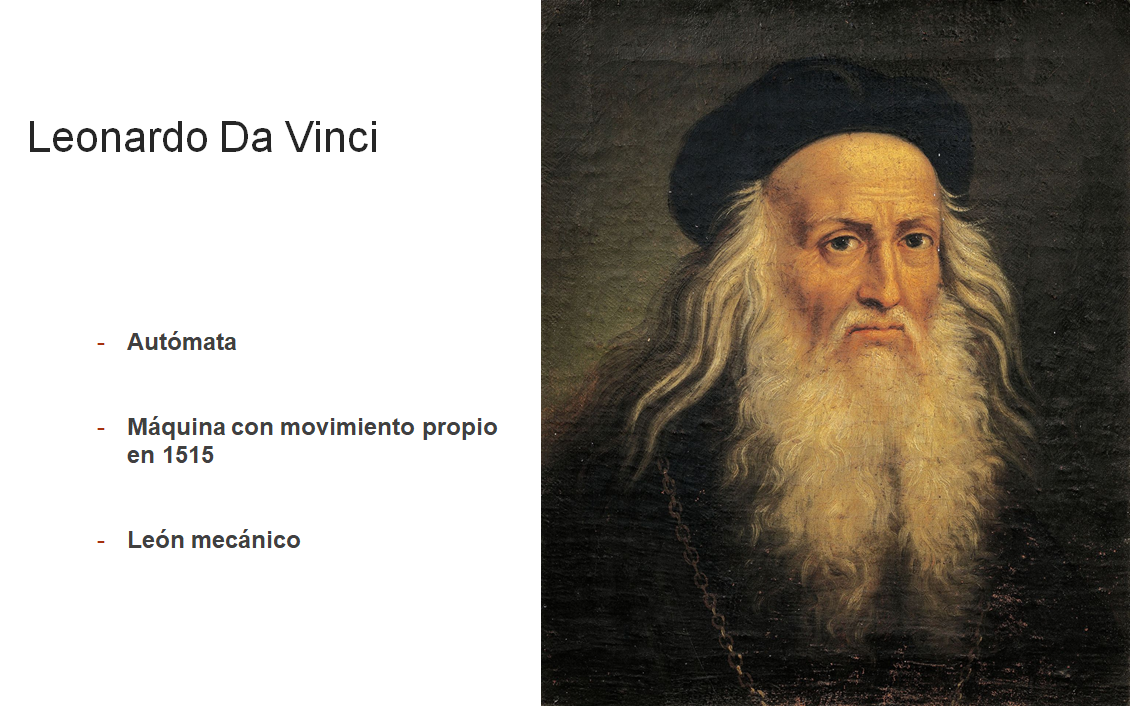 Leonardo Da Vinci
- Autómata
- Máquina con movimiento propio
en 1515
- León mecánico